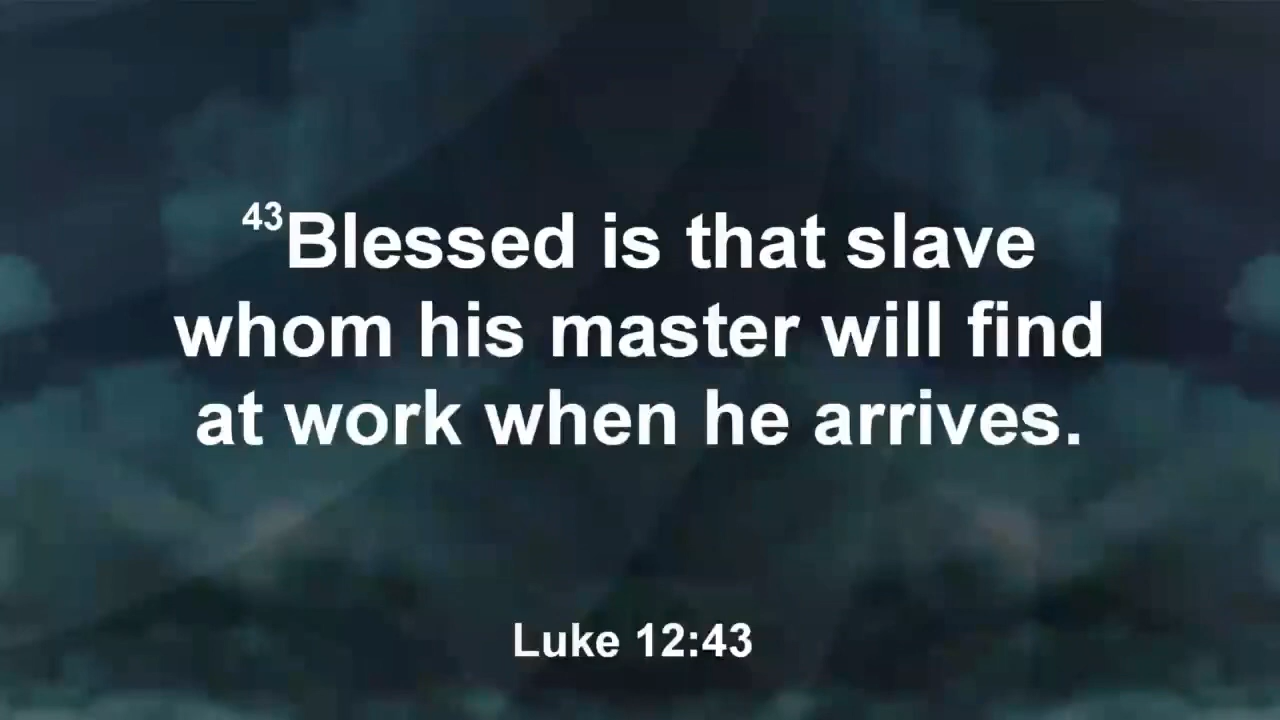 43Blessed is that slave
whom his master will find
at work when he arrives.
Luke 12:43